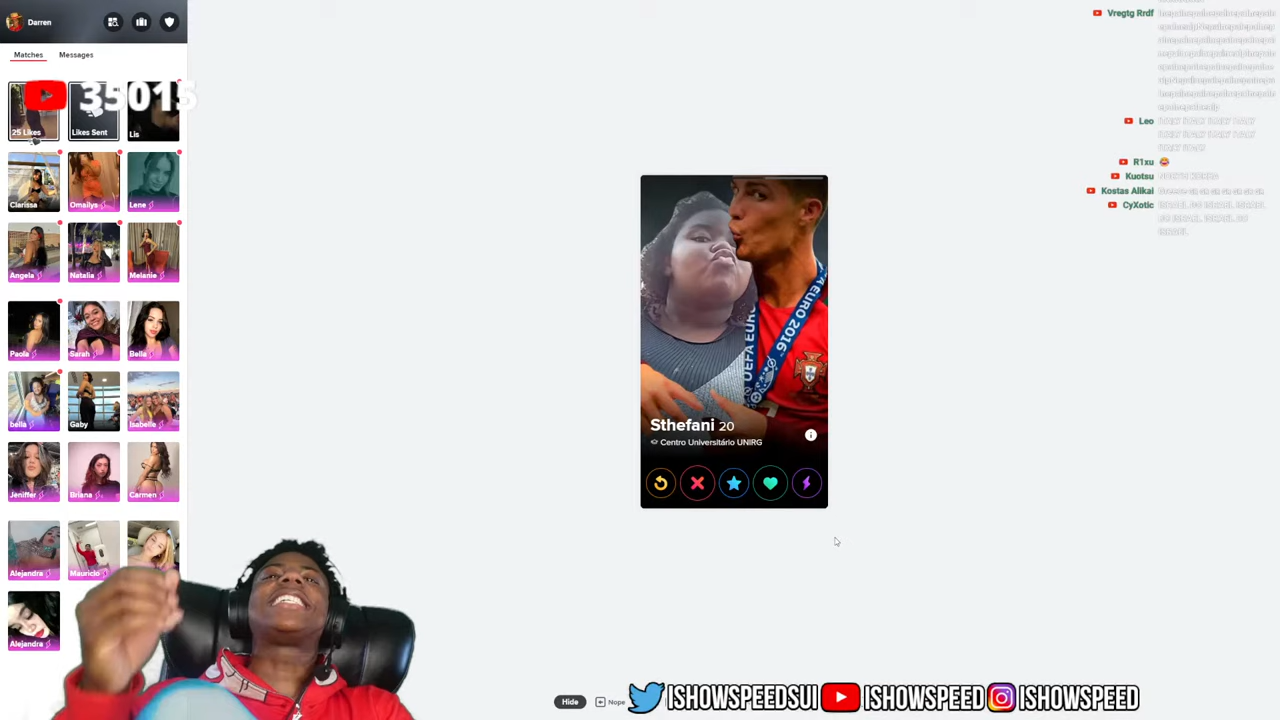 Darren
Matches
Messages
35015
25 Likes
Likes Sent
Lis
Clarissa
Omailys
Lene
Angela
Natalia
Melanie
Paola
Sarah
Bella
bella
Gaby
Isabelle
Jeniffer
Briana
Carmen
Alejandra
Mauricio
Alejandra
UEFA EURO 2016
Sthefani 20
Centro Universitário UNIRG
Vregtg Rrdf
Leo
R1xu
Kuotsu
Kostas Alikai
CyXotic
Hide
Nope
ISHOWSPEEDSUI
ISHOWSPEED
ISHOWSPEED